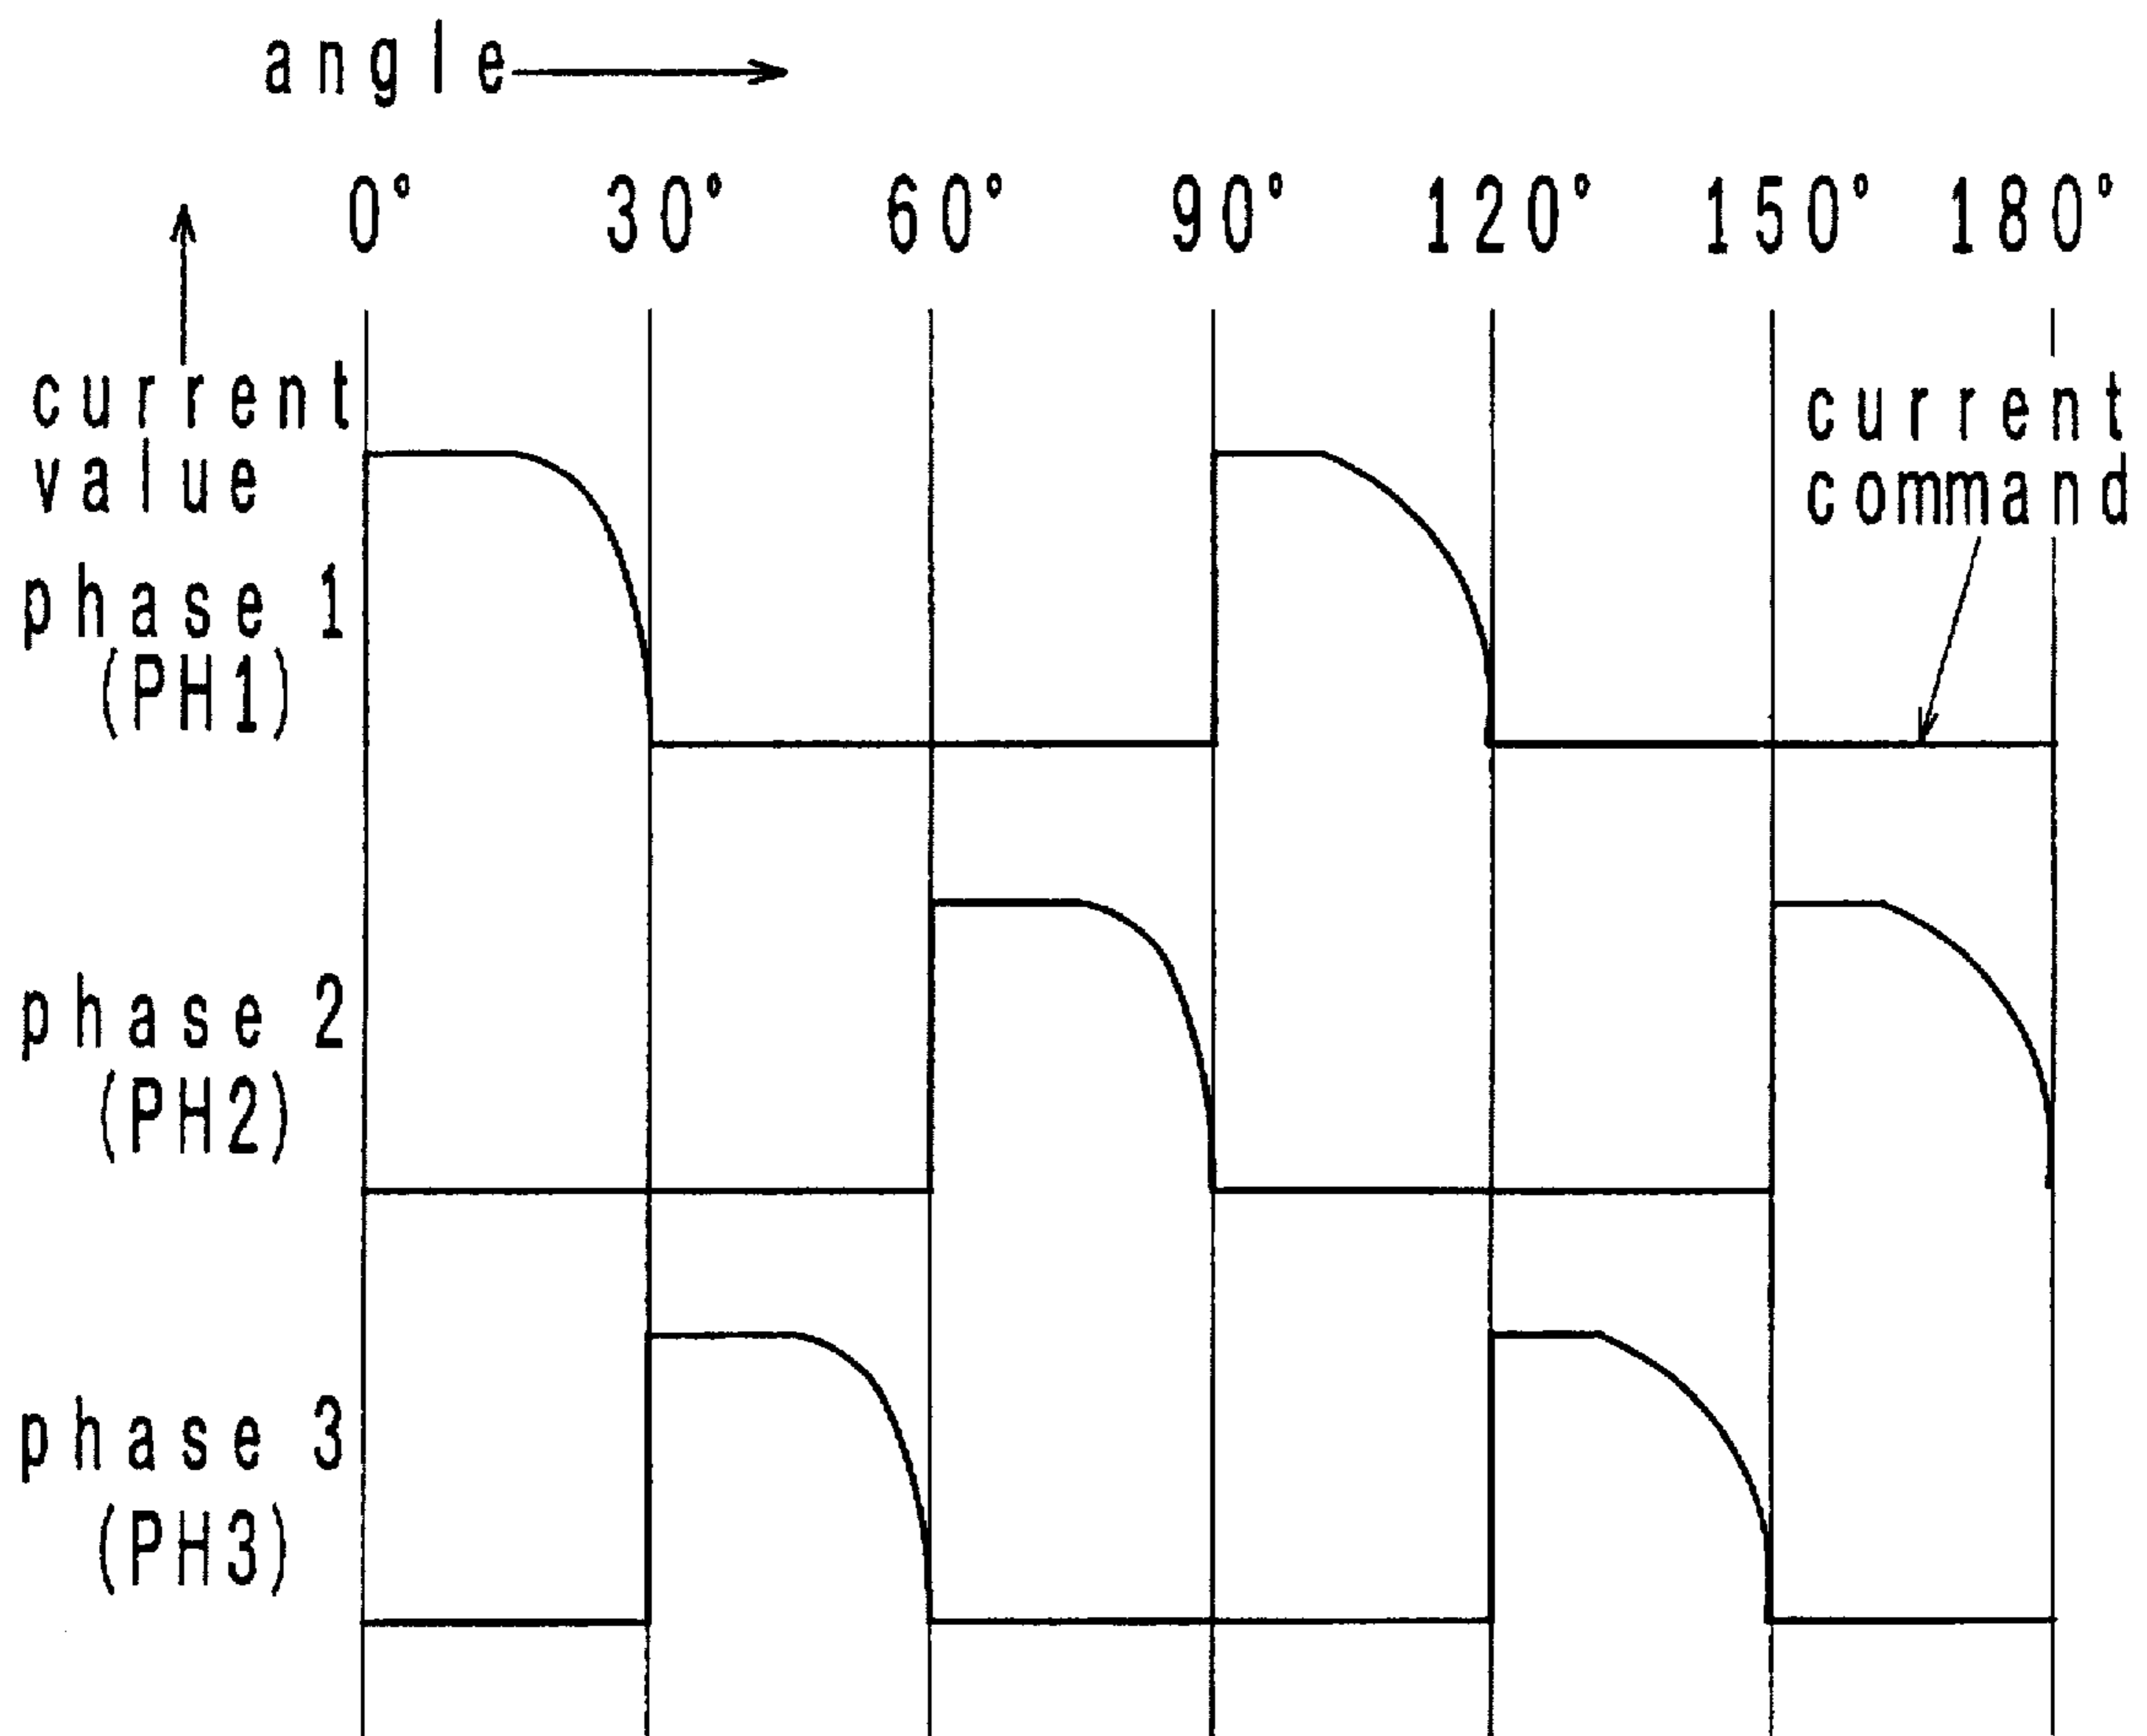 angle
0° 30° 60° 90° 120° 150° 180°
current
value
current
command
phase 1
(PH1)
phase 2
(PH2)
phase 3
(PH3)